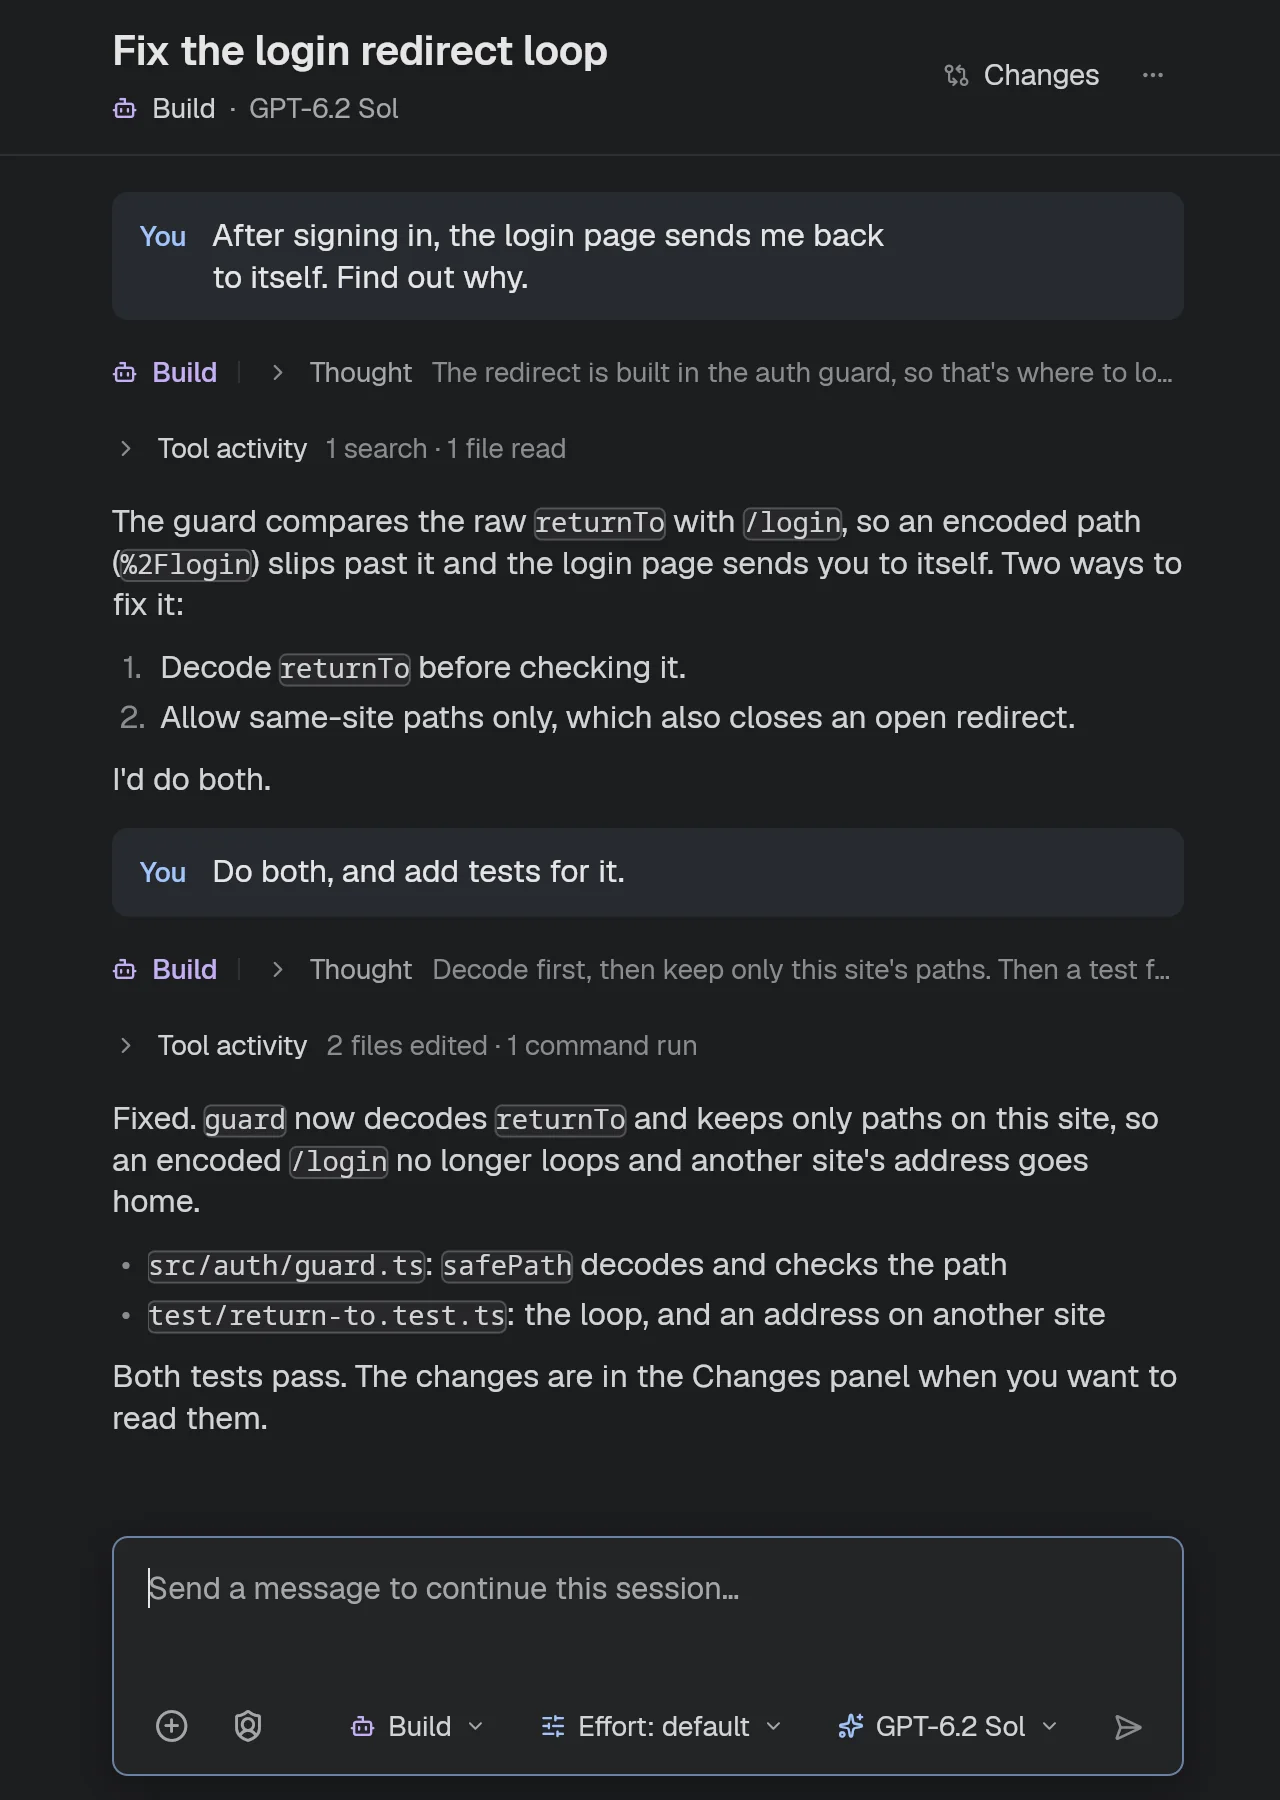 Fix the login redirect loop
Build · GPT-6.2 Sol
Changes
You After signing in, the login page sends me back
to itself. Find out why.
Build Thought The redirect is built in the auth guard, so that's where to lo…
Tool activity 1 search · 1 file read
The guard compares the raw returnTo with /login, so an encoded path
(%2Flogin) slips past it and the login page sends you to itself. Two ways to
fix it:
1. Decode returnTo before checking it.
2. Allow same-site paths only, which also closes an open redirect.
I'd do both.
You Do both, and add tests for it.
Build Thought Decode first, then keep only this site's paths. Then a test f…
Tool activity 2 files edited · 1 command run
Fixed. guard now decodes returnTo and keeps only paths on this site, so
an encoded /login no longer loops and another site's address goes
home.
• src/auth/guard.ts: safePath decodes and checks the path
• test/return-to.test.ts: the loop, and an address on another site
Both tests pass. The changes are in the Changes panel when you want to
read them.
Send a message to continue this session…
Build Effort: default GPT-6.2 Sol